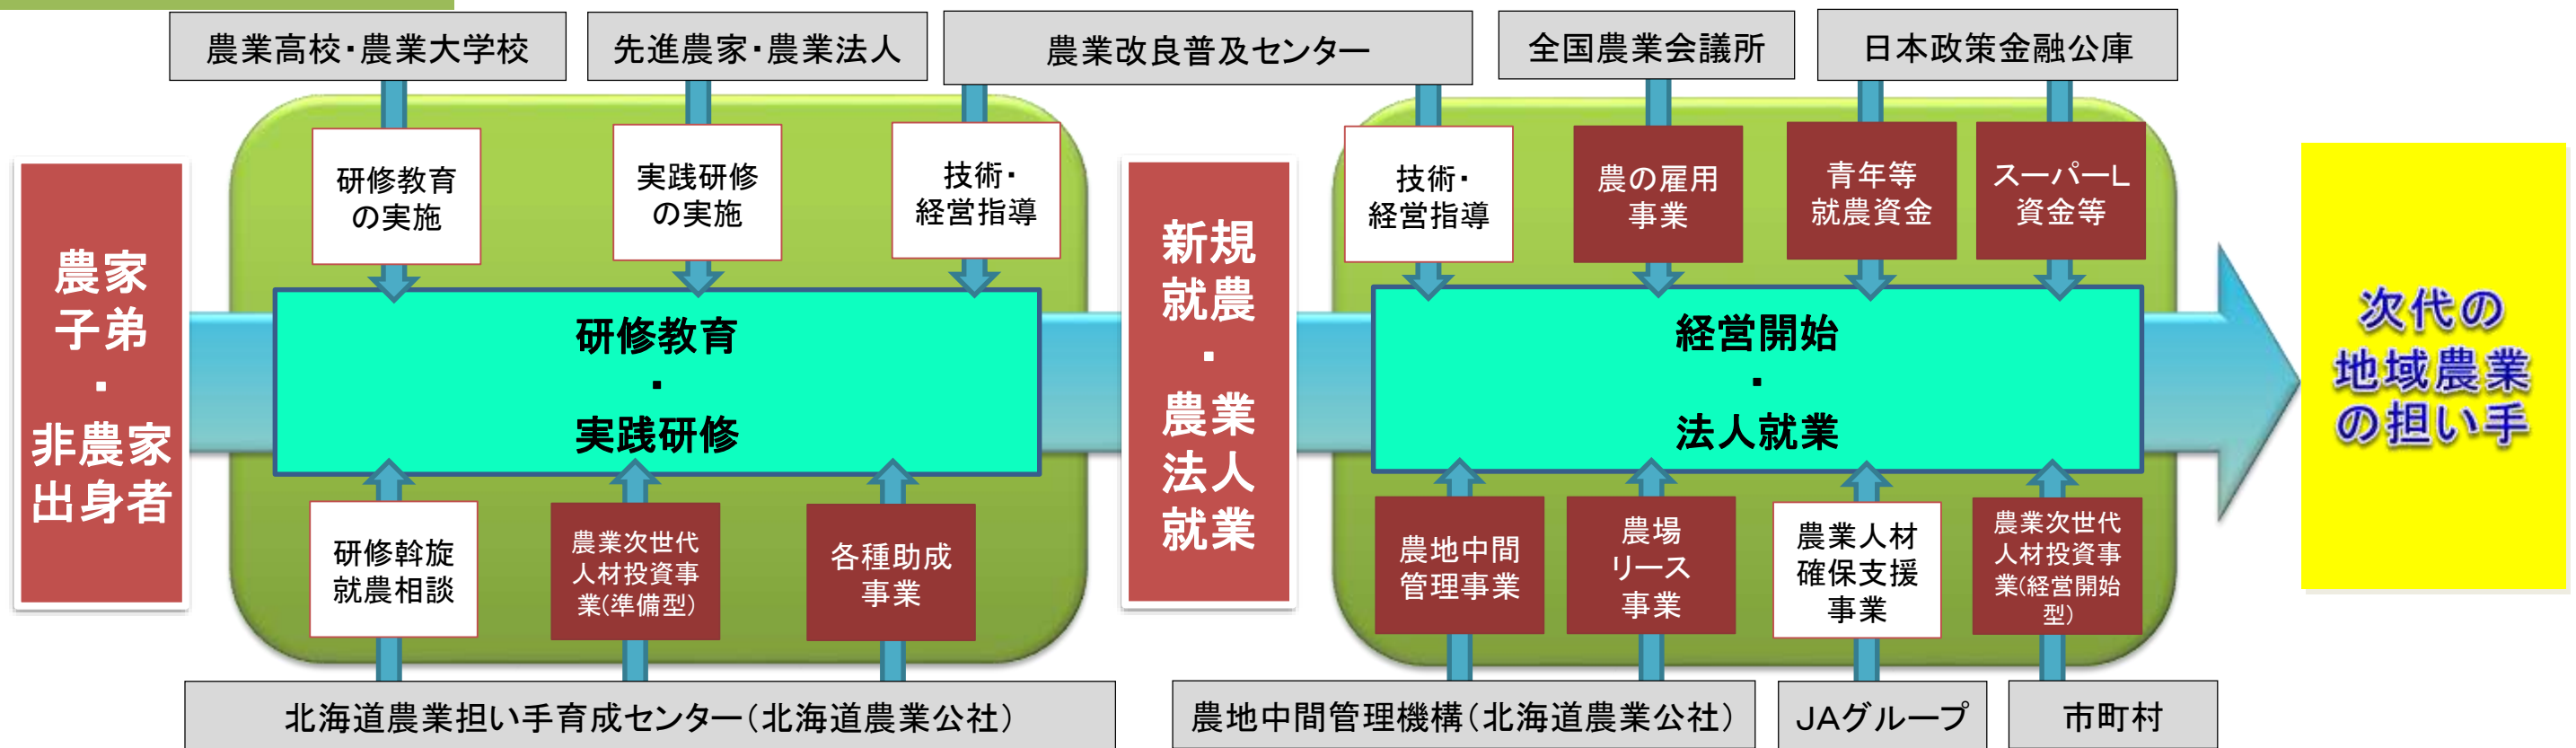 農業高校・農業大学校
先進農家・農業法人
農業改良普及センター
全国農業会議所
日本政策金融公庫
研修教育
の実施
実践研修
の実施
技術・
経営指導
技術・
経営指導
農の雇用
事業
青年等
就農資金
スーパーL
資金等
農家
子弟
・
非農家
出身者
研修教育
・
実践研修
新規
就農
・
農業
法人
就業
経営開始
・
法人就業
次代の
地域農業
の担い手
研修幹旋
就農相談
農業次世代
人材投資事
業(準備型)
各種助成
事業
農地中間
管理事業
農場
リース
事業
農業人材
確保支援
事業
農業次世代
人材投資事
業(経営開始
型)
北海道農業担い手育成センター(北海道農業公社)
農地中間管理機構(北海道農業公社)
JAグループ
市町村